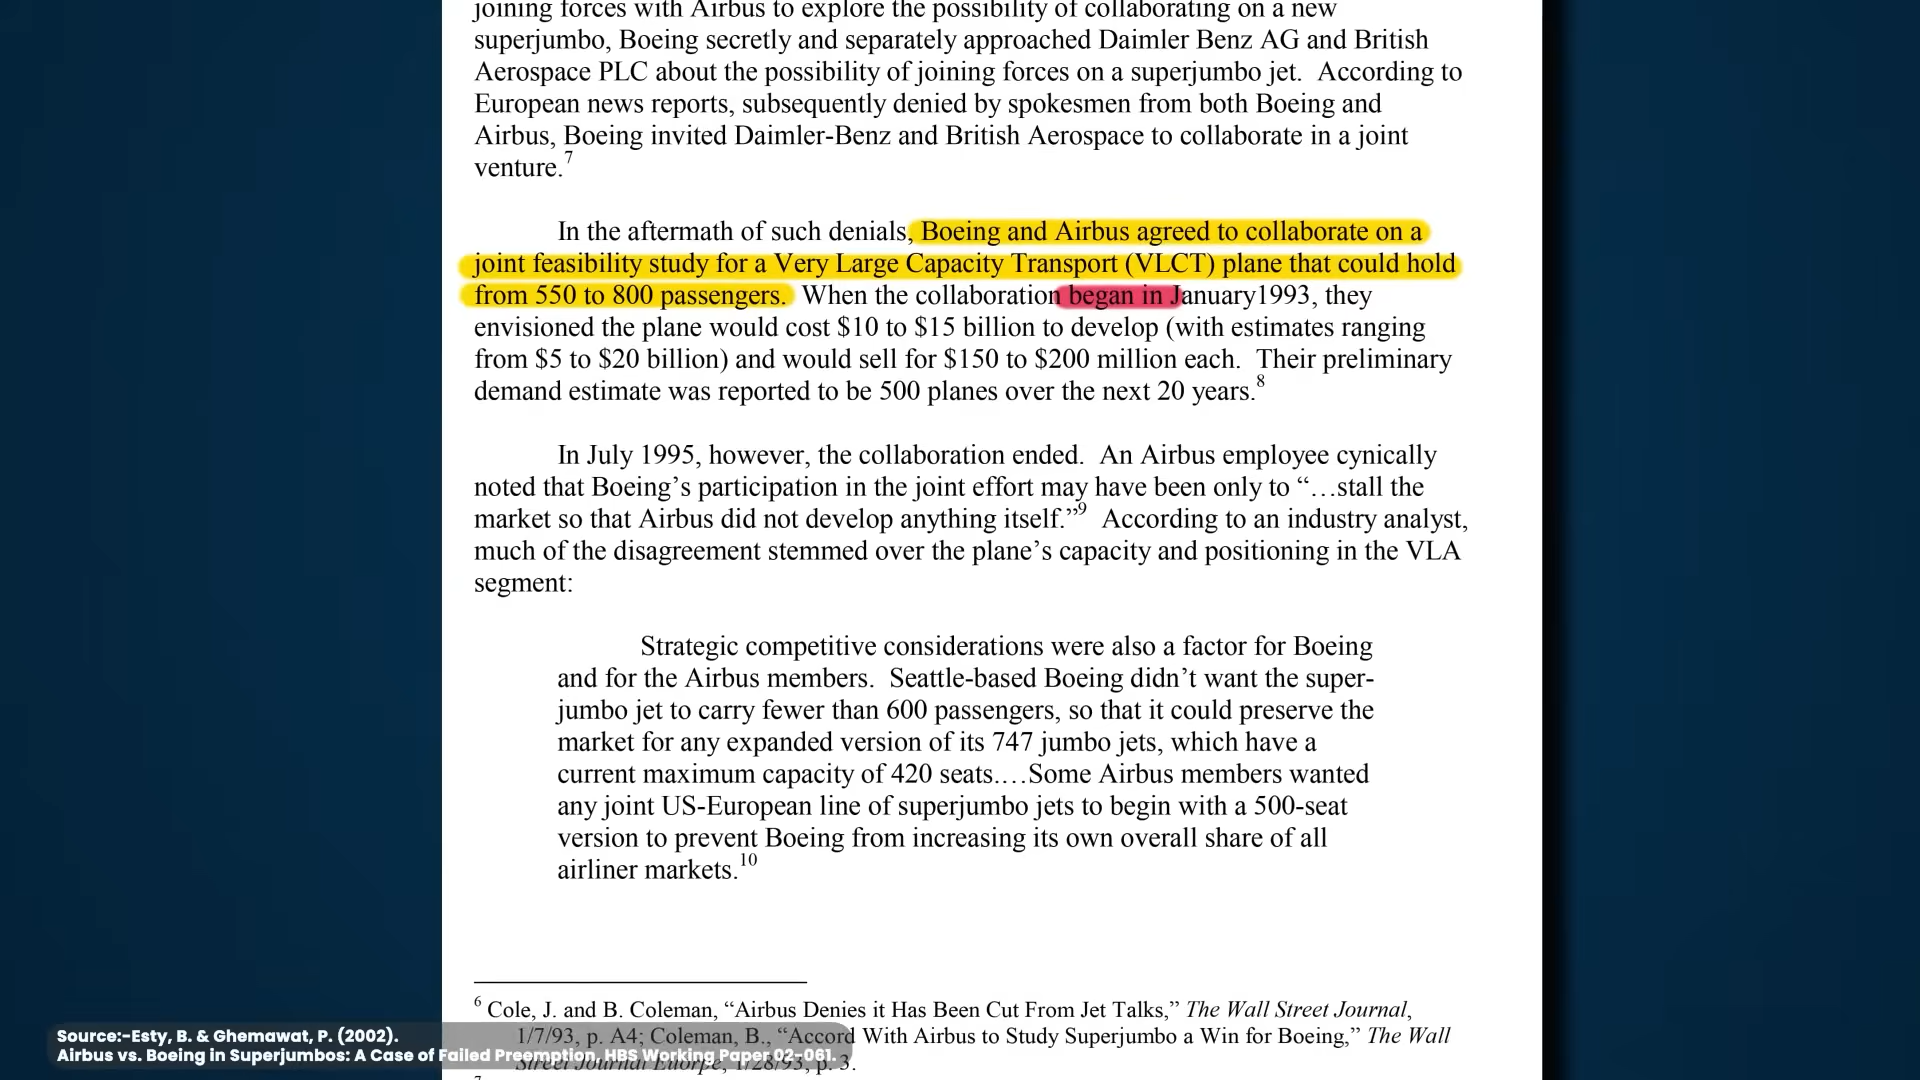 joining forces with Airbus to explore the possibility of collaborating on a new
superjumbo, Boeing secretly and separately approached Daimler Benz AG and British
Aerospace PLC about the possibility of joining forces on a superjumbo jet.  According to
European news reports, subsequently denied by spokesmen from both Boeing and
Airbus, Boeing invited Daimler-Benz and British Aerospace to collaborate in a joint
venture.7
In the aftermath of such denials, Boeing and Airbus agreed to collaborate on a
joint feasibility study for a Very Large Capacity Transport (VLCT) plane that could hold
from 550 to 800 passengers.  When the collaboration began in January1993, they
envisioned the plane would cost $10 to $15 billion to develop (with estimates ranging
from $5 to $20 billion) and would sell for $150 to $200 million each.  Their preliminary
demand estimate was reported to be 500 planes over the next 20 years.8
In July 1995, however, the collaboration ended.  An Airbus employee cynically
noted that Boeing’s participation in the joint effort may have been only to “…stall the
market so that Airbus did not develop anything itself.”9  According to an industry analyst,
much of the disagreement stemmed over the plane’s capacity and positioning in the VLA
segment:
Strategic competitive considerations were also a factor for Boeing
and for the Airbus members.  Seattle-based Boeing didn’t want the super-
jumbo jet to carry fewer than 600 passengers, so that it could preserve the
market for any expanded version of its 747 jumbo jets, which have a
current maximum capacity of 420 seats.…Some Airbus members wanted
any joint US-European line of superjumbo jets to begin with a 500-seat
version to prevent Boeing from increasing its own overall share of all
airliner markets.10
6 Cole, J. and B. Coleman, “Airbus Denies it Has Been Cut From Jet Talks,” The Wall Street Journal,
1/7/93, p. A4; Coleman, B., “Accord With Airbus to Study Superjumbo a Win for Boeing,” The Wall
Street Journal Euorpe, 1/28/93, p. 3.
Source:-Esty, B. & Ghemawat, P. (2002).
Airbus vs. Boeing in Superjumbos: A Case of Failed Preemption, HBS Working Paper 02-061.